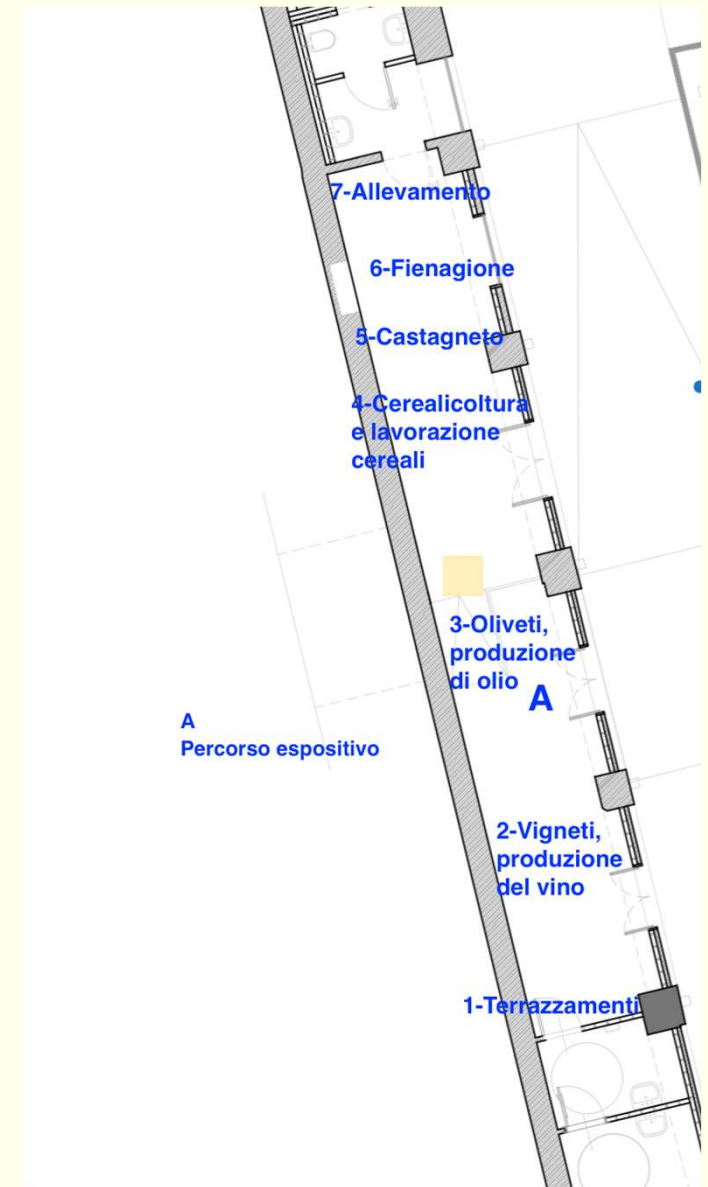 7-Allevamento
6-Fienagione
5-Castagneto
4-Cerealicoltura
e lavorazione
cereali
3-Oliveti,
produzione
di olio
A
A
Percorso espositivo
2-Vigneti,
produzione
del vino
1-Terrazzamenti